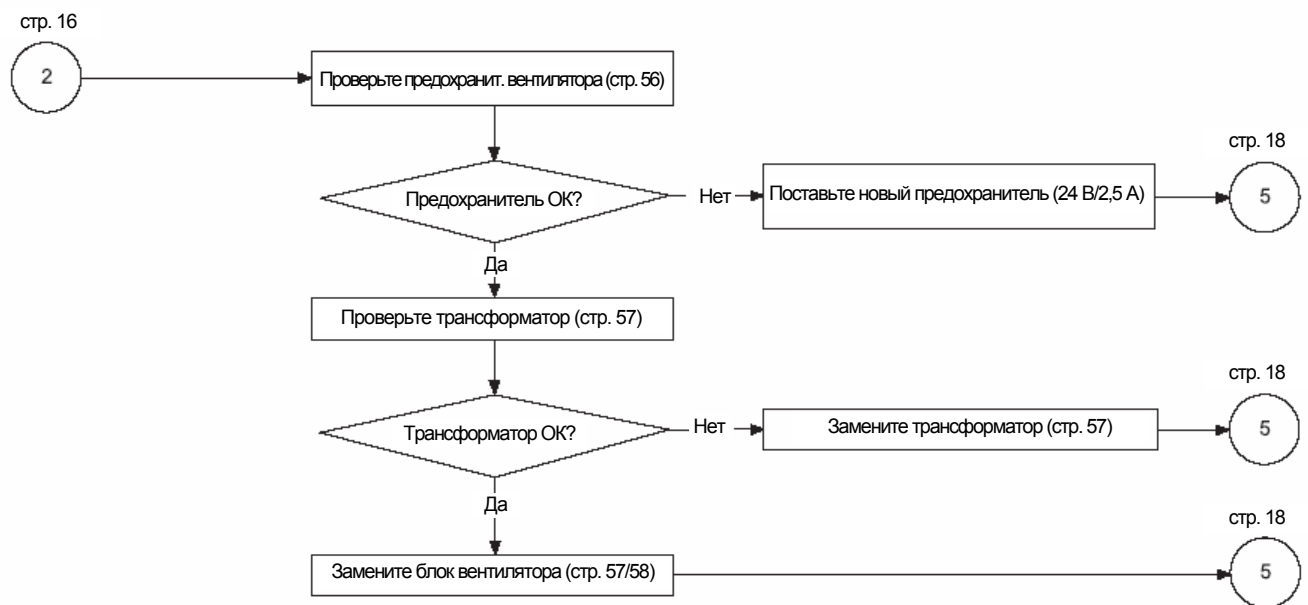 стр. 16
2
Проверьте предохранит. вентилятора (стр. 56)
стр. 18
Предохранитель ОК?
Нет
Поставьте новый предохранитель (24 В/2,5 А)
5
Да
Проверьте трансформатор (стр. 57)
стр. 18
Трансформатор ОК?
Нет
Замените трансформатор (стр. 57)
5
Да
стр. 18
Замените блок вентилятора (стр. 57/58)
5